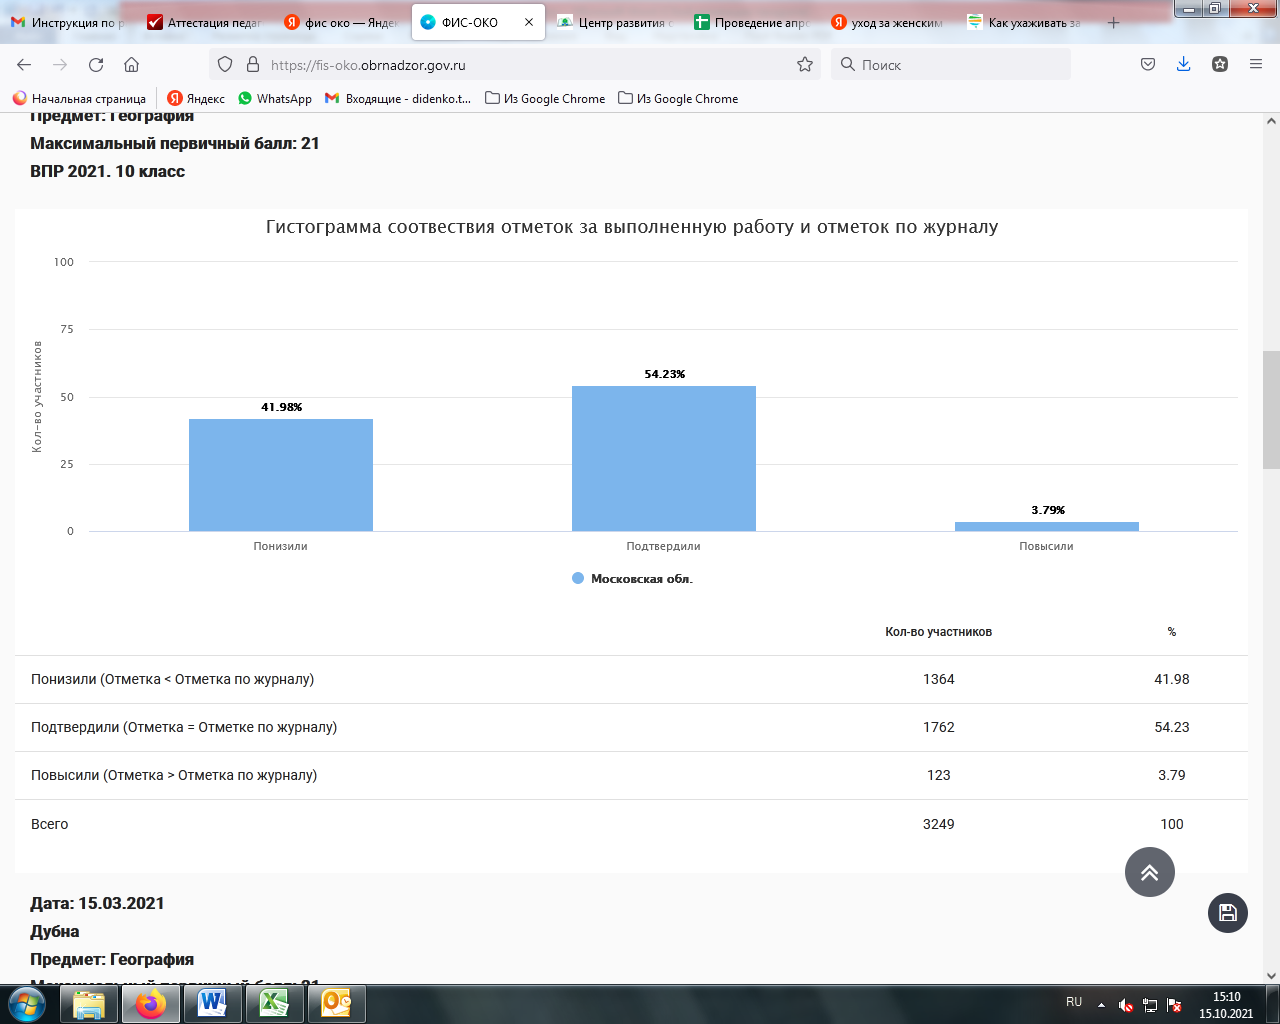 Инструкция по р
Аттестация педаг
фис око — Яндек
ФИС-ОКО
Центр развития с
Проведение апро
уход за женским
Как ухаживать за
https://fis-oko.obrnadzor.gov.ru
Поиск
Начальная страница
Яндекс
WhatsApp
Входящие - didenko.t...
Из Google Chrome
Из Google Chrome
Предмет: География
Максимальный первичный балл: 21
ВПР 2021. 10 класс
Гистограмма соотвествия отметок за выполненную работу и отметок по журналу
100
75
50
25
0
Кол-во участников
41.98%
54.23%
3.79%
Понизили
Подтвердили
Повысили
Московская обл.
Кол-во участников %
Понизили (Отметка < Отметка по журналу) 1364 41.98
Подтвердили (Отметка = Отметке по журналу) 1762 54.23
Повысили (Отметка > Отметка по журналу) 123 3.79
Всего 3249 100
Дата: 15.03.2021
Дубна
Предмет: География
Максимальный первичный балл: 21
RU
15:10
15.10.2021